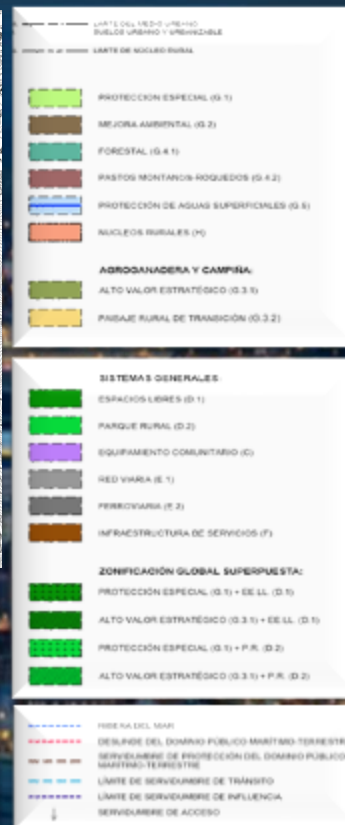 LÍMITE DEL MEDIO URBANO
SUELOS URBANO Y URBANIZABLE
LÍMITE DE NÚCLEO RURAL
PROTECCIÓN ESPECIAL (G.1)
MEJORA AMBIENTAL (G.2)
FORESTAL (G.4.1)
PASTOS MONTANOS-ROQUEDOS (G.4.2)
PROTECCIÓN DE AGUAS SUPERFICIALES (G.5)
NÚCLEOS RURALES (H)
AGROGANADERA Y CAMPIÑA:
ALTO VALOR ESTRATÉGICO (G.3.1)
PAISAJE RURAL DE TRANSICIÓN (G.3.2)
SISTEMAS GENERALES:
ESPACIOS LIBRES (D.1)
PARQUE RURAL (D.2)
EQUIPAMIENTO COMUNITARIO (C)
RED VIARIA (E.1)
FERROVIARIA (E.2)
INFRAESTRUCTURA DE SERVICIOS (F)
ZONIFICACIÓN GLOBAL SUPERPUESTA:
PROTECCIÓN ESPECIAL (G.1) + EE.LL. (D.1)
ALTO VALOR ESTRATÉGICO (G.3.1) + EE.LL. (D.1)
PROTECCIÓN ESPECIAL (G.1) + P.R. (D.2)
ALTO VALOR ESTRATÉGICO (G.3.1) + P.R. (D.2)
RIBERA DEL MAR
DESLINDE DEL DOMINIO PÚBLICO MARÍTIMO-TERREST
SERVIDUMBRE DE PROTECCIÓN DEL DOMINIO PÚBLICO
MARÍTIMO-TERRESTRE
LÍMITE DE SERVIDUMBRE DE TRÁNSITO
LÍMITE DE SERVIDUMBRE DE INFLUENCIA
SERVIDUMBRE DE ACCESO